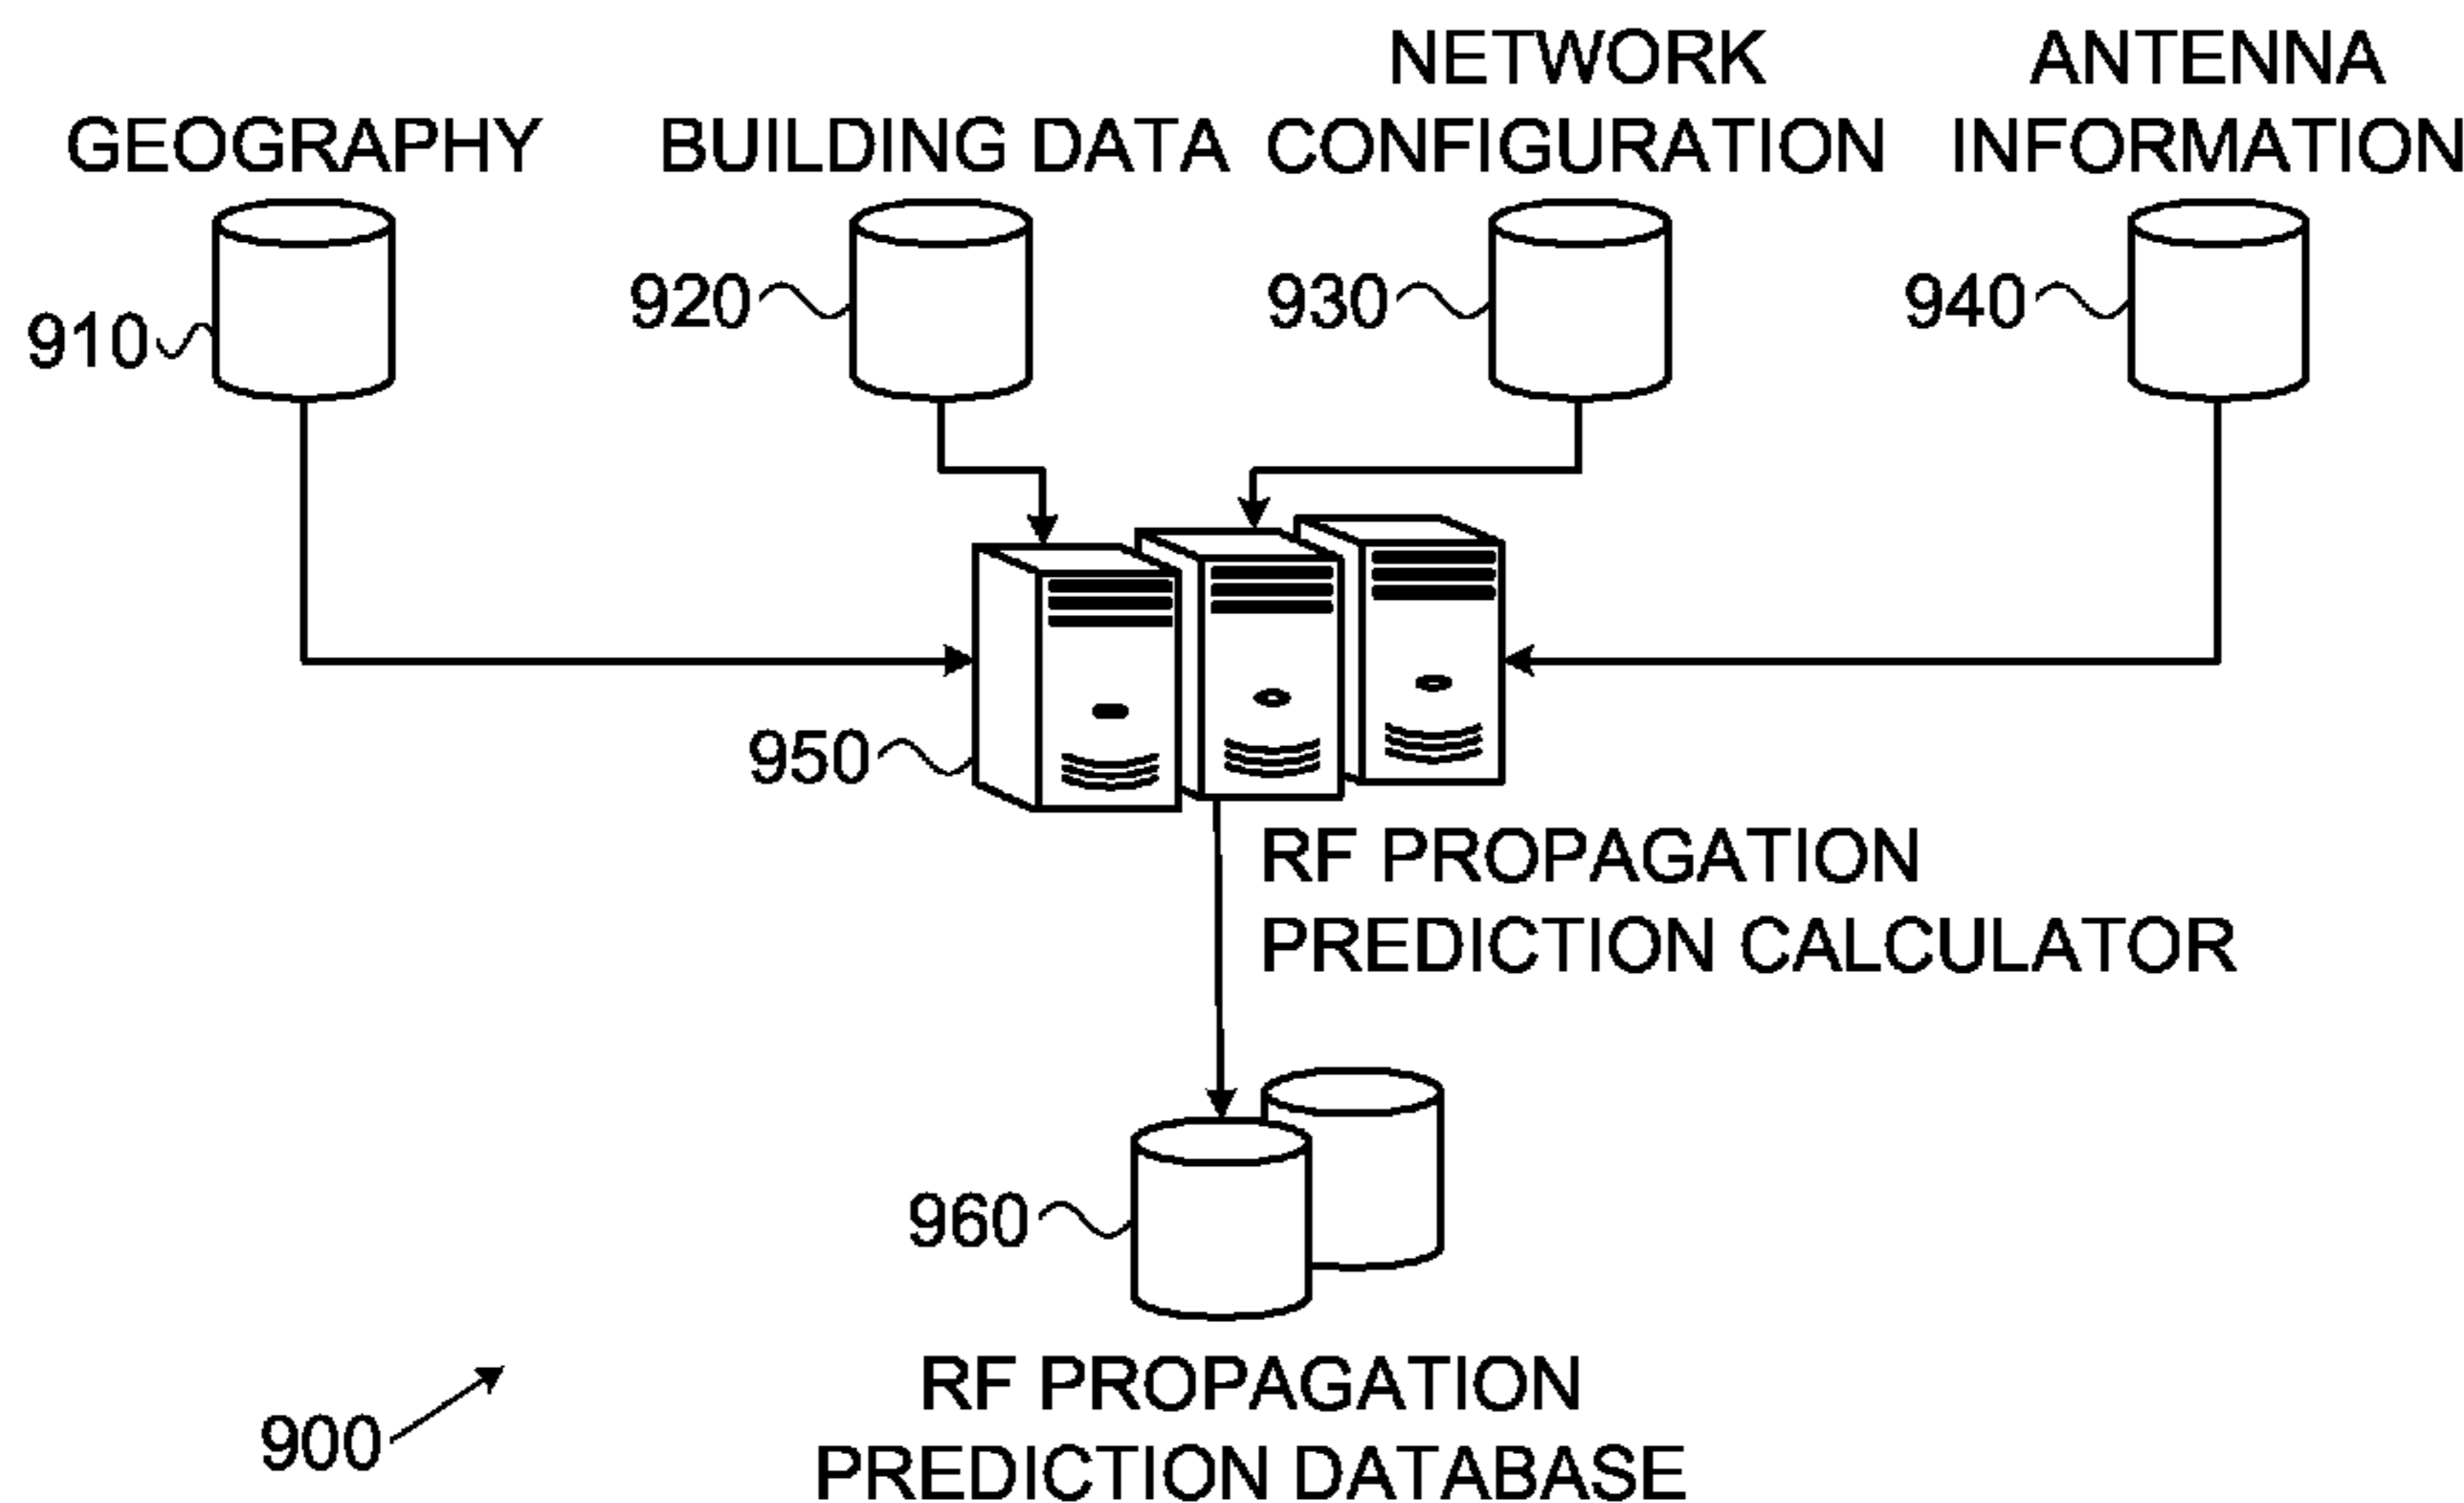 GEOGRAPHY
BUILDING DATA
NETWORK
CONFIGURATION
ANTENNA
INFORMATION
910
920
930
940
950
RF PROPAGATION
PREDICTION CALCULATOR
960
RF PROPAGATION
PREDICTION DATABASE
900